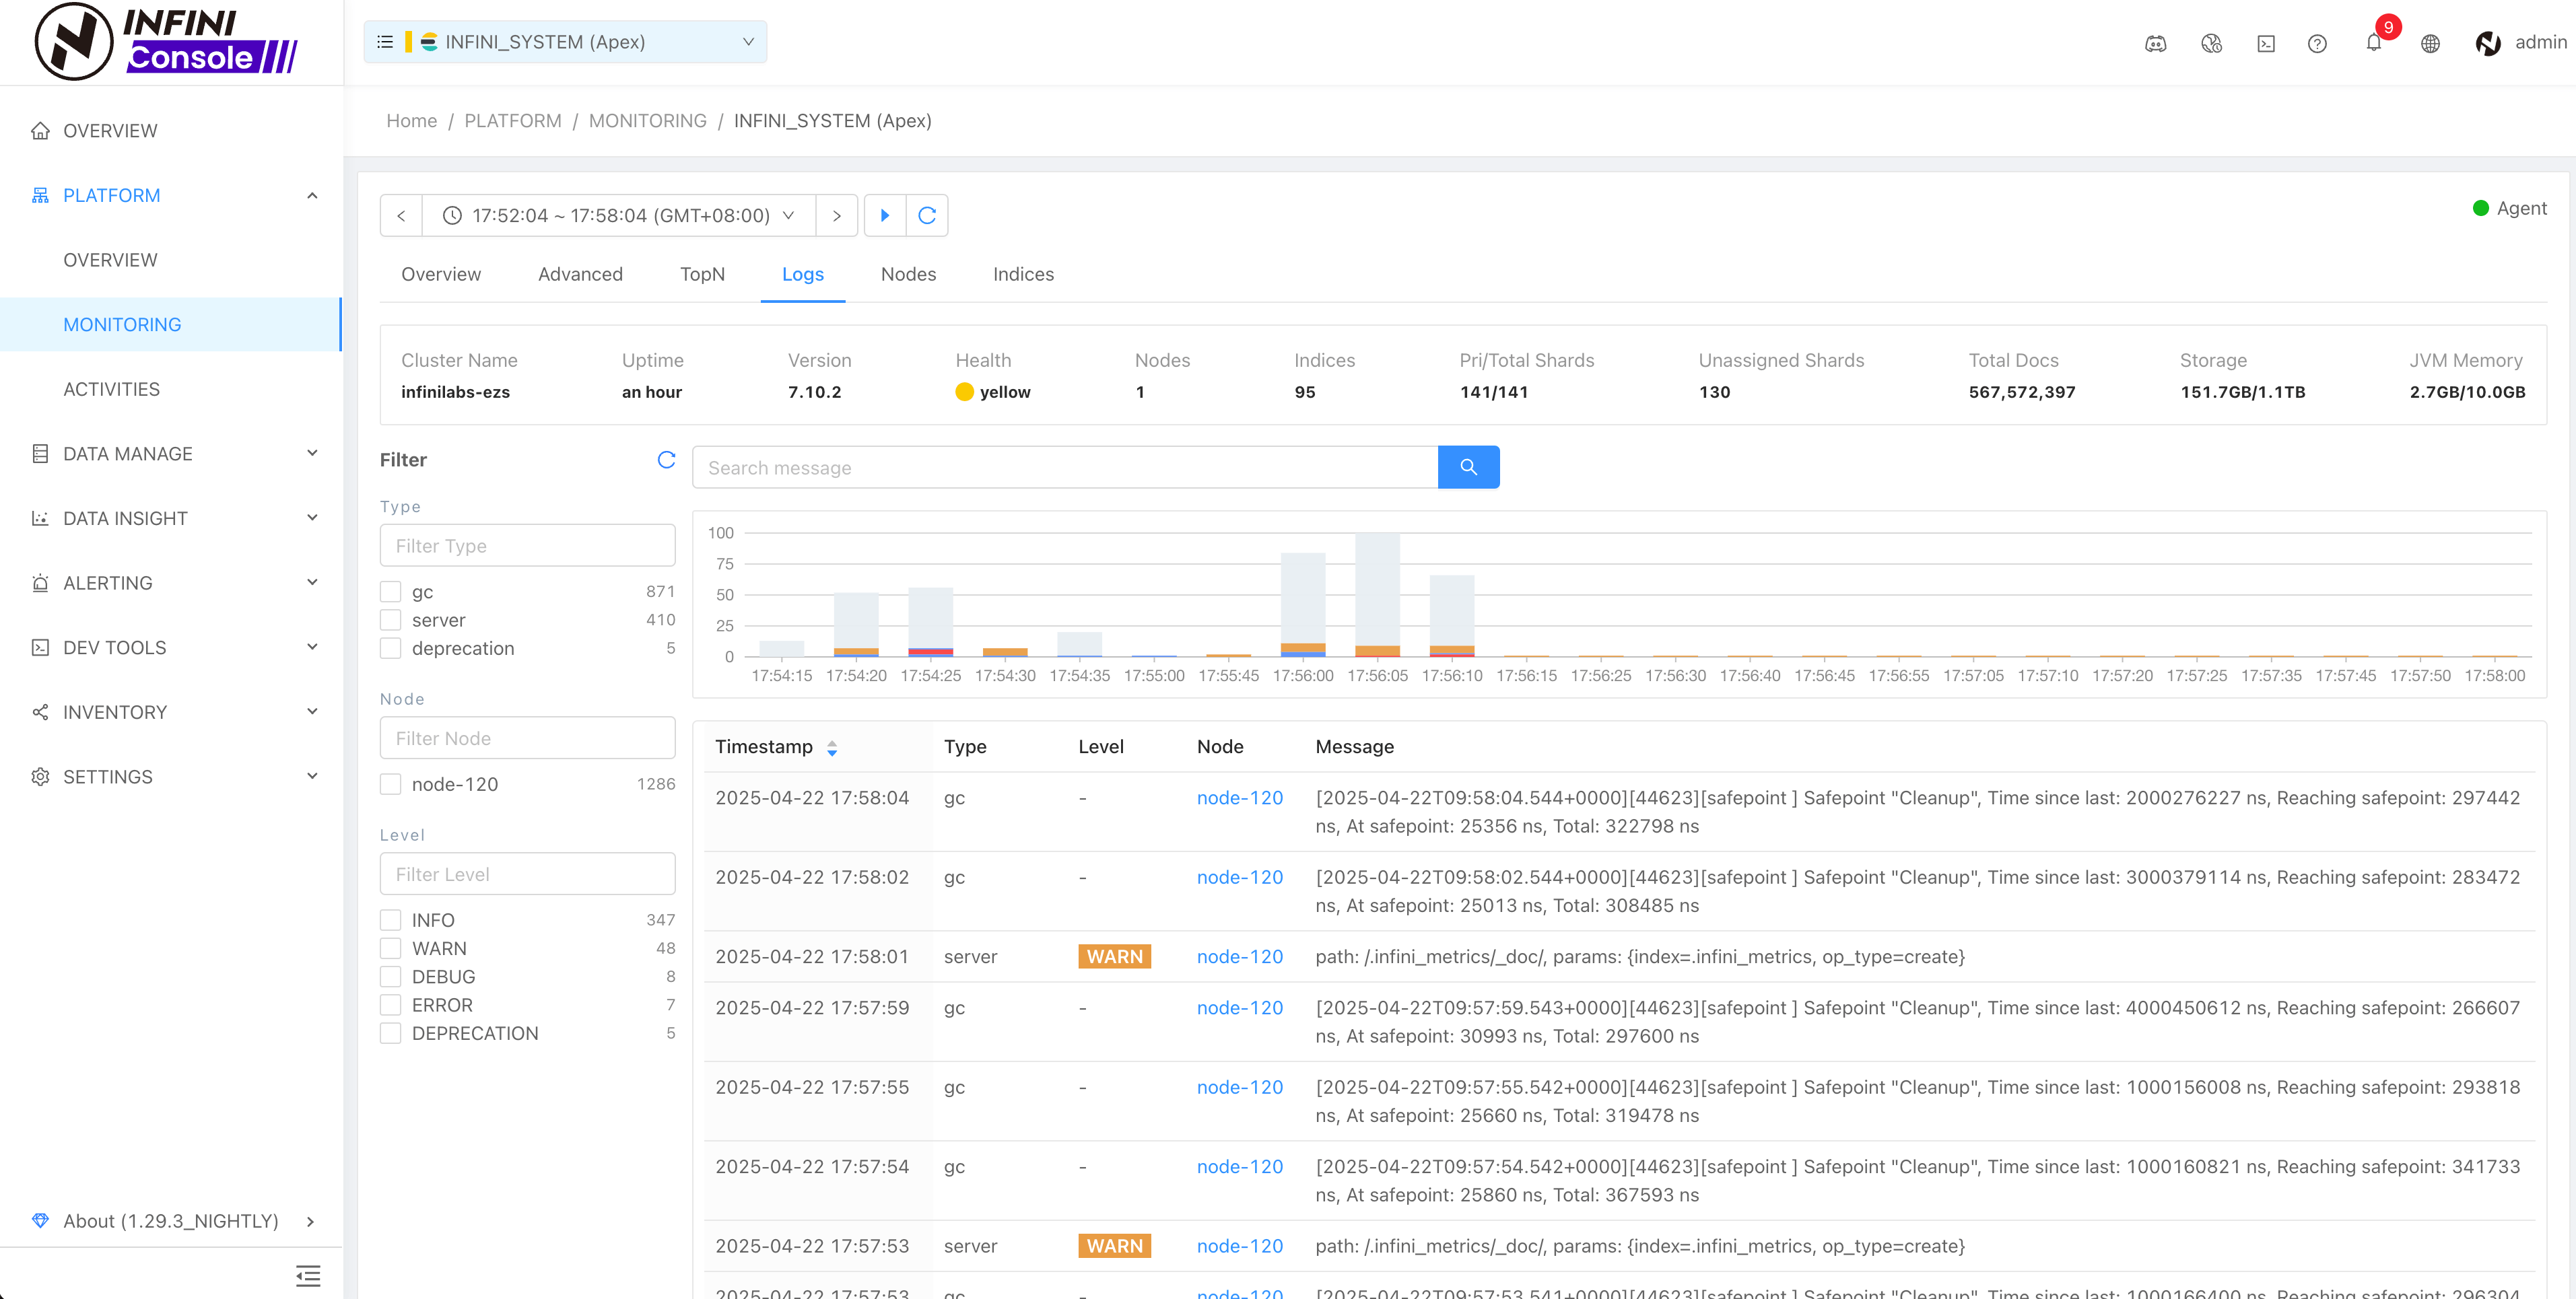 INFINI
Console
INFINI_SYSTEM (Apex)
9
admin
OVERVIEW
PLATFORM
OVERVIEW
MONITORING
ACTIVITIES
DATA MANAGE
DATA INSIGHT
ALERTING
DEV TOOLS
INVENTORY
SETTINGS
About (1.29.3_NIGHTLY)
Home / PLATFORM / MONITORING / INFINI_SYSTEM (Apex)
17:52:04 ~ 17:58:04 (GMT+08:00)
Agent
Overview Advanced TopN Logs Nodes Indices
Cluster Name Uptime Version Health Nodes Indices Pri/Total Shards Unassigned Shards Total Docs Storage JVM Memory
infinilabs-ezs an hour 7.10.2 yellow 1 95 141/141 130 567,572,397 151.7GB/1.1TB 2.7GB/10.0GB
Filter
Type
Filter Type
gc 871
server 410
deprecation 5
Node
Filter Node
node-120 1286
Level
Filter Level
INFO 347
WARN 48
DEBUG 8
ERROR 7
DEPRECATION 5
Search message
100
75
50
25
0
17:54:15 17:54:20 17:54:25 17:54:30 17:54:35 17:55:00 17:55:45 17:56:00 17:56:05 17:56:10 17:56:15 17:56:25 17:56:30 17:56:40 17:56:45 17:56:55 17:57:05 17:57:10 17:57:20 17:57:25 17:57:35 17:57:45 17:57:50 17:58:00
Timestamp Type Level Node Message
2025-04-22 17:58:04 gc - node-120 [2025-04-22T09:58:04.544+0000][44623][safepoint ] Safepoint "Cleanup", Time since last: 2000276227 ns, Reaching safepoint: 297442
ns, At safepoint: 25356 ns, Total: 322798 ns
2025-04-22 17:58:02 gc - node-120 [2025-04-22T09:58:02.544+0000][44623][safepoint ] Safepoint "Cleanup", Time since last: 3000379114 ns, Reaching safepoint: 283472
ns, At safepoint: 25013 ns, Total: 308485 ns
2025-04-22 17:58:01 server WARN node-120 path: /.infini_metrics/_doc/, params: {index=.infini_metrics, op_type=create}
2025-04-22 17:57:59 gc - node-120 [2025-04-22T09:57:59.543+0000][44623][safepoint ] Safepoint "Cleanup", Time since last: 4000450612 ns, Reaching safepoint: 266607
ns, At safepoint: 30993 ns, Total: 297600 ns
2025-04-22 17:57:55 gc - node-120 [2025-04-22T09:57:55.542+0000][44623][safepoint ] Safepoint "Cleanup", Time since last: 1000156008 ns, Reaching safepoint: 293818
ns, At safepoint: 25660 ns, Total: 319478 ns
2025-04-22 17:57:54 gc - node-120 [2025-04-22T09:57:54.542+0000][44623][safepoint ] Safepoint "Cleanup", Time since last: 1000160821 ns, Reaching safepoint: 341733
ns, At safepoint: 25860 ns, Total: 367593 ns
2025-04-22 17:57:53 server WARN node-120 path: /.infini_metrics/_doc/, params: {index=.infini_metrics, op_type=create}
2025-04-22 17:57:53 gc - node-120 [2025-04-22T09:57:53.541+0000][44623][safepoint ] Safepoint "Cleanup", Time since last: 1000166400 ns, Reaching safepoint: 296304